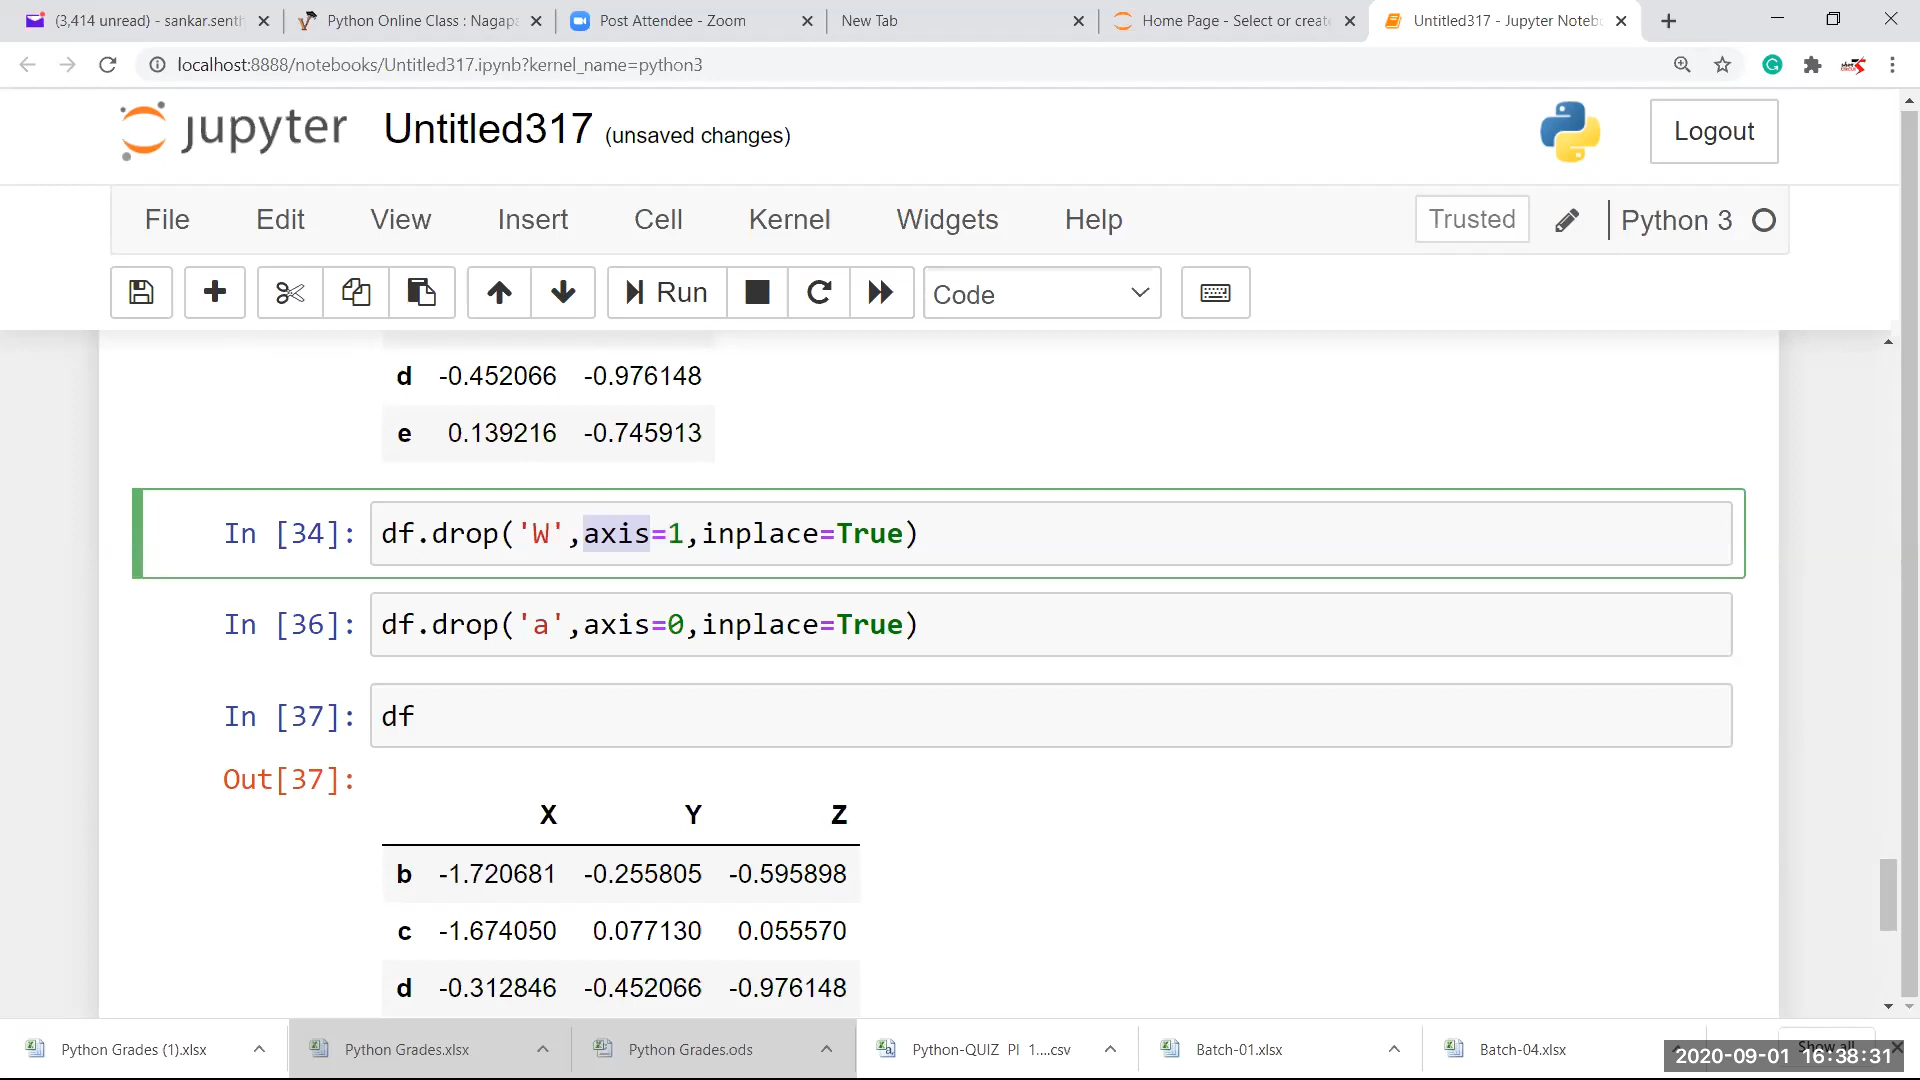 (3,414 unread) - sankar.senth
Python Online Class : Nagapa
Post Attendee - Zoom
New Tab
Home Page - Select or create
Untitled317 - Jupyter Notebo
localhost:8888/notebooks/Untitled317.ipynb?kernel_name=python3
jupyter Untitled317 (unsaved changes)
Logout
File Edit View Insert Cell Kernel Widgets Help
Trusted Python 3
Run Code
d -0.452066 -0.976148
e 0.139216 -0.745913
In [34]: df.drop('W',axis=1,inplace=True)
In [36]: df.drop('a',axis=0,inplace=True)
In [37]: df
Out[37]:
X Y Z
b -1.720681 -0.255805 -0.595898
c -1.674050 0.077130 0.055570
d -0.312846 -0.452066 -0.976148
Python Grades (1).xlsx
Python Grades.xlsx
Python Grades.ods
Python-QUIZ PI 1....csv
Batch-01.xlsx
Batch-04.xlsx
Show all
2020-09-01 16:38:31